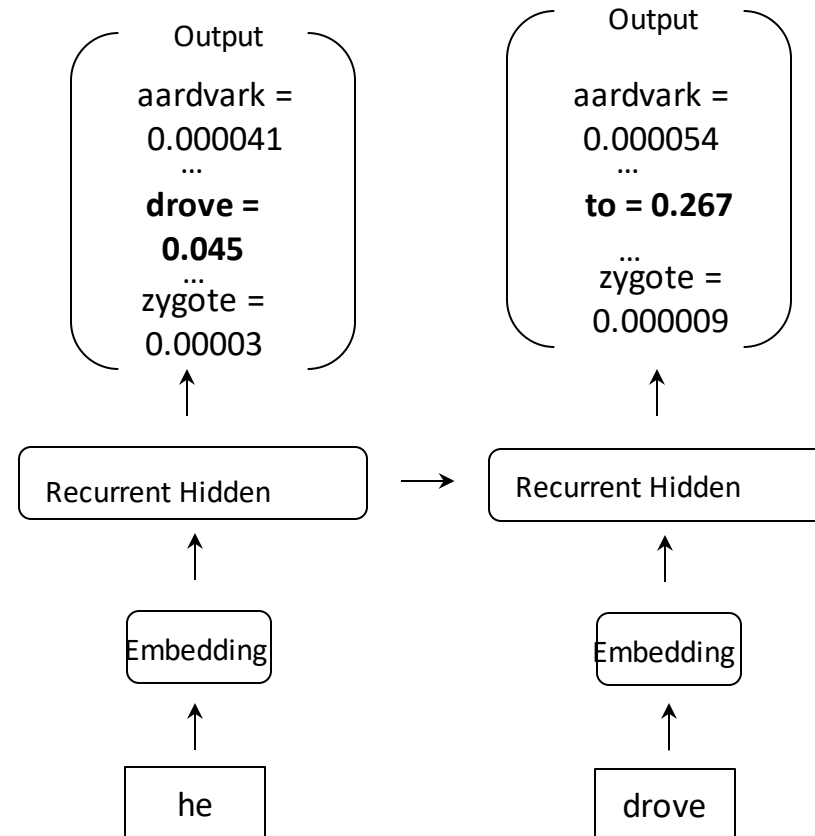 Output
aardvark =
0.000041
...
drove =
0.045
...
zygote =
0.00003
Output
aardvark =
0.000054
...
to = 0.267
...
zygote =
0.000009
Recurrent Hidden
Recurrent Hidden
Embedding
Embedding
he
drove